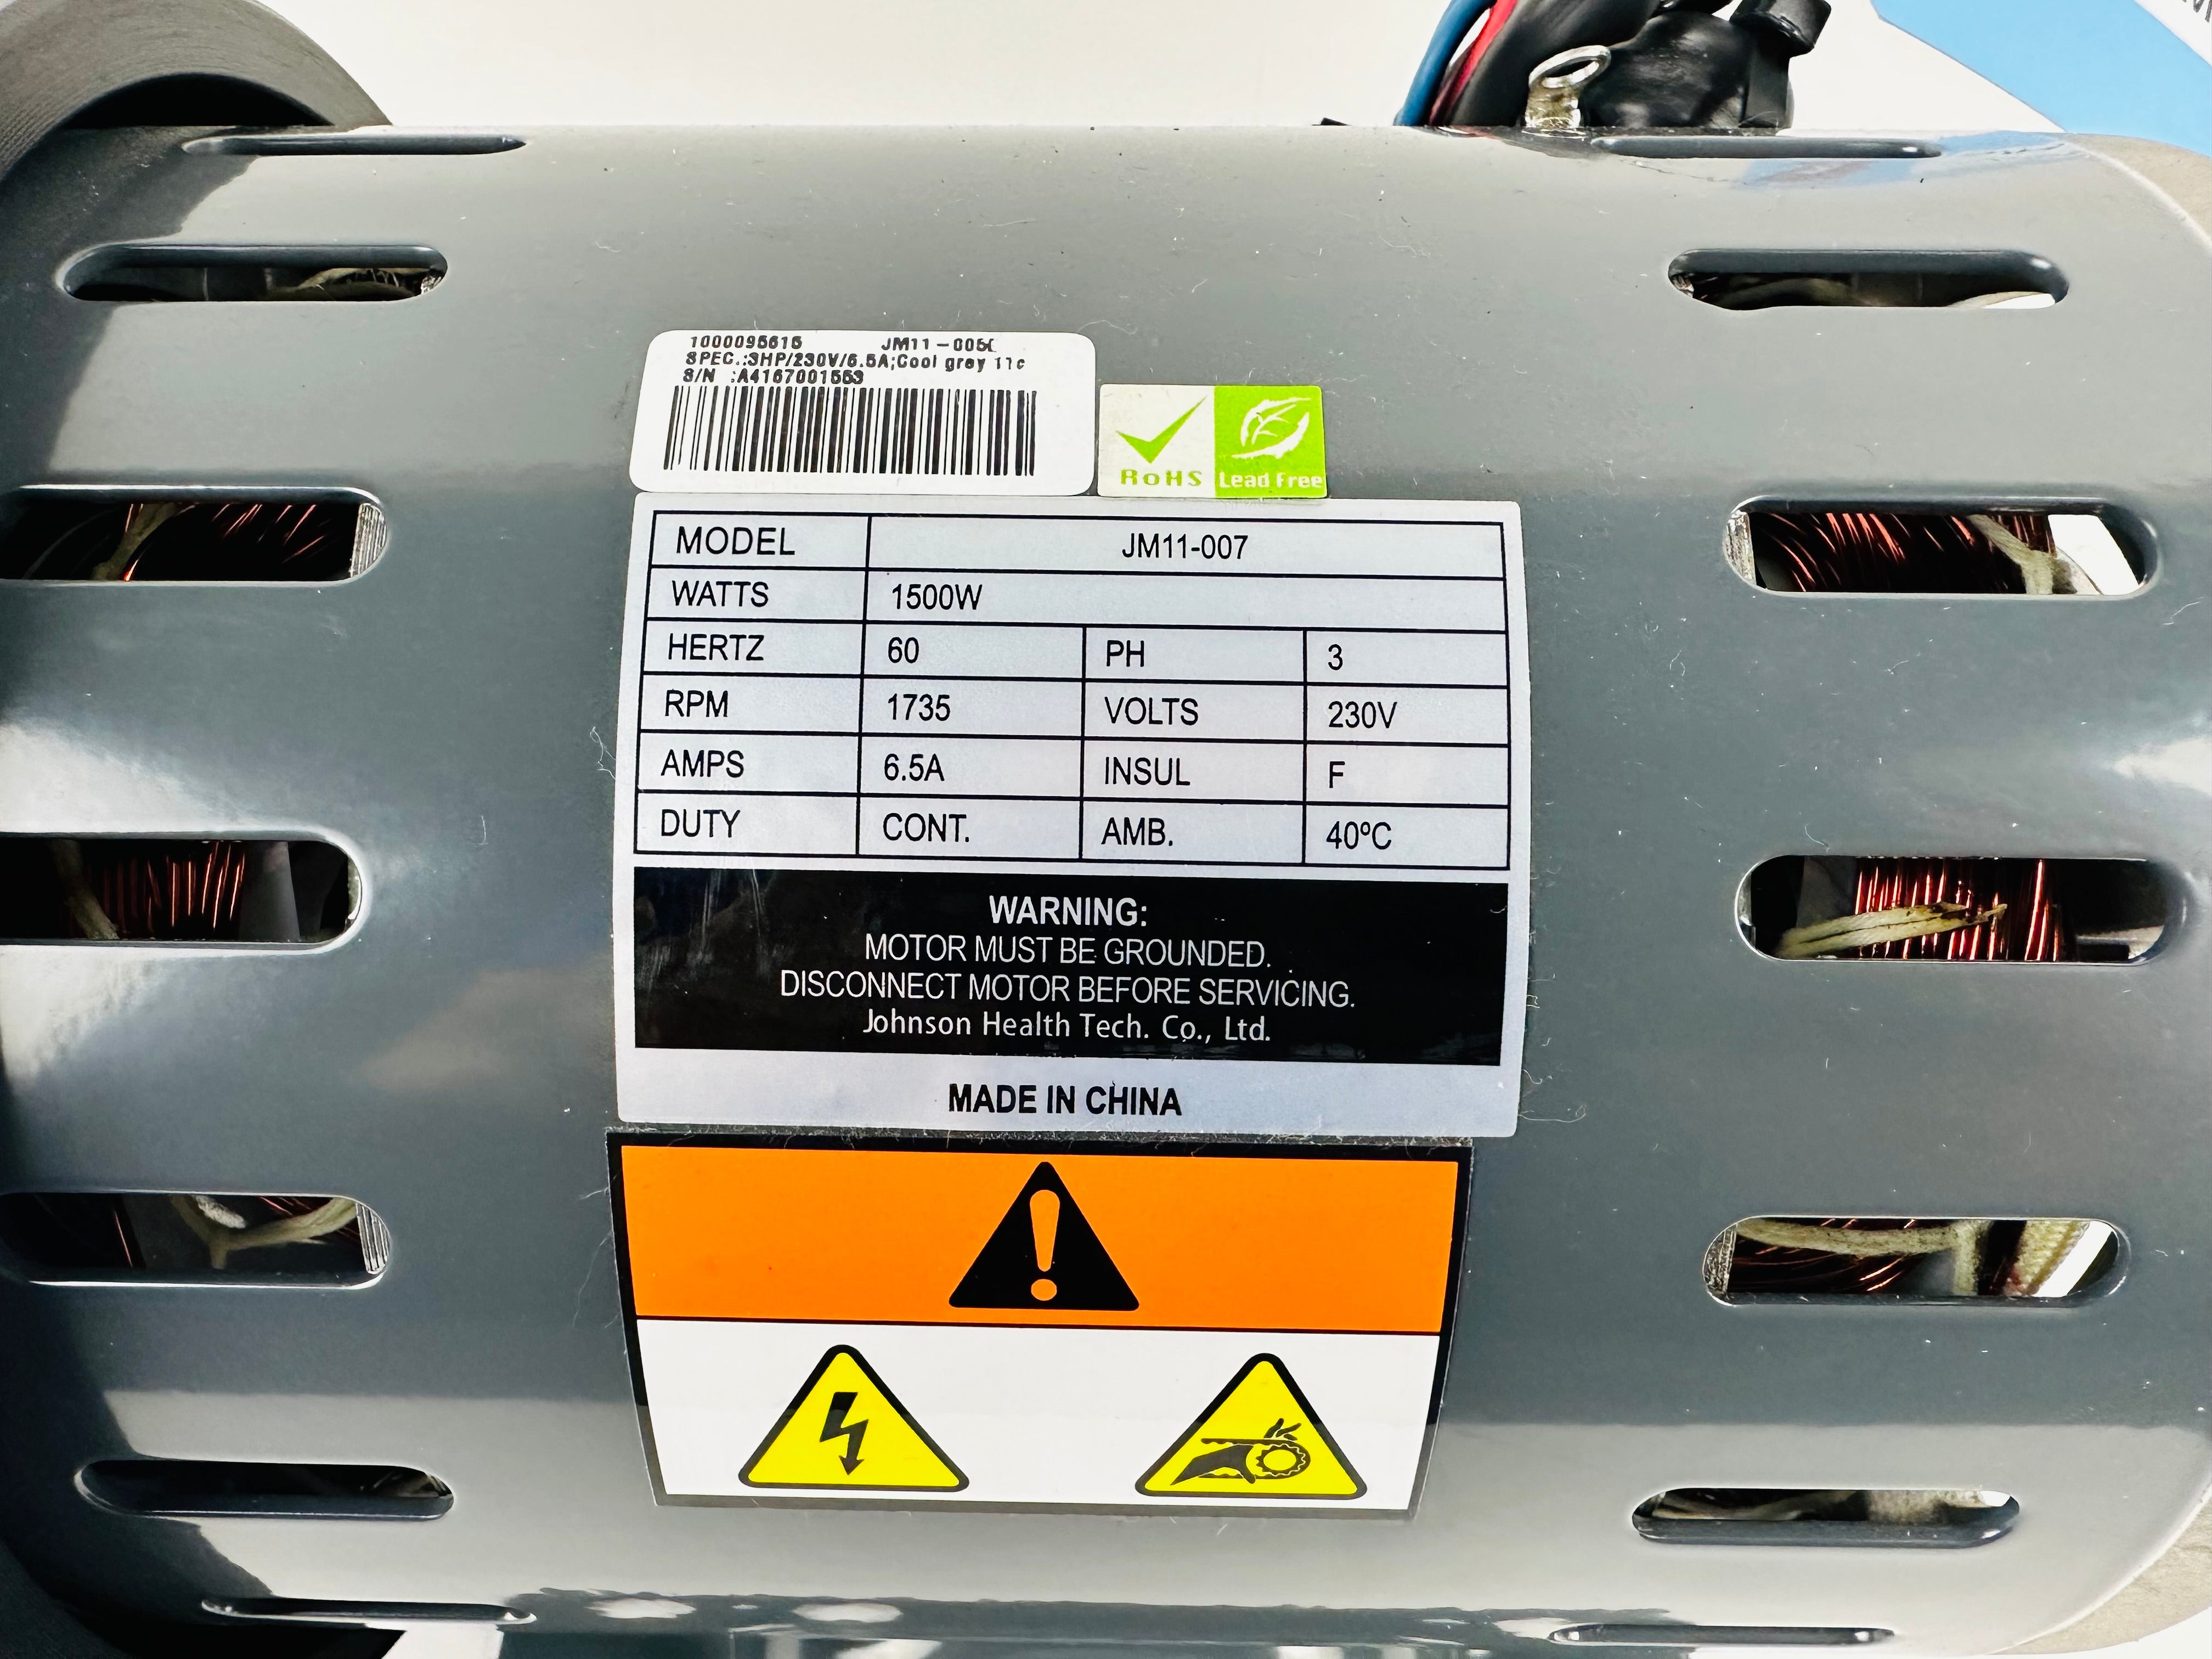 1000095615 JM11-005
SPEC.:3HP/230V/6.5A;Cool grey 11c
S/N :A4167001553
RoHS Lead Free
MODEL JM11-007
WATTS 1500W
HERTZ 60 PH 3
RPM 1735 VOLTS 230V
AMPS 6.5A INSUL F
DUTY CONT. AMB. 40ºC
WARNING:
MOTOR MUST BE GROUNDED.
DISCONNECT MOTOR BEFORE SERVICING.
Johnson Health Tech. Co., Ltd.
MADE IN CHINA